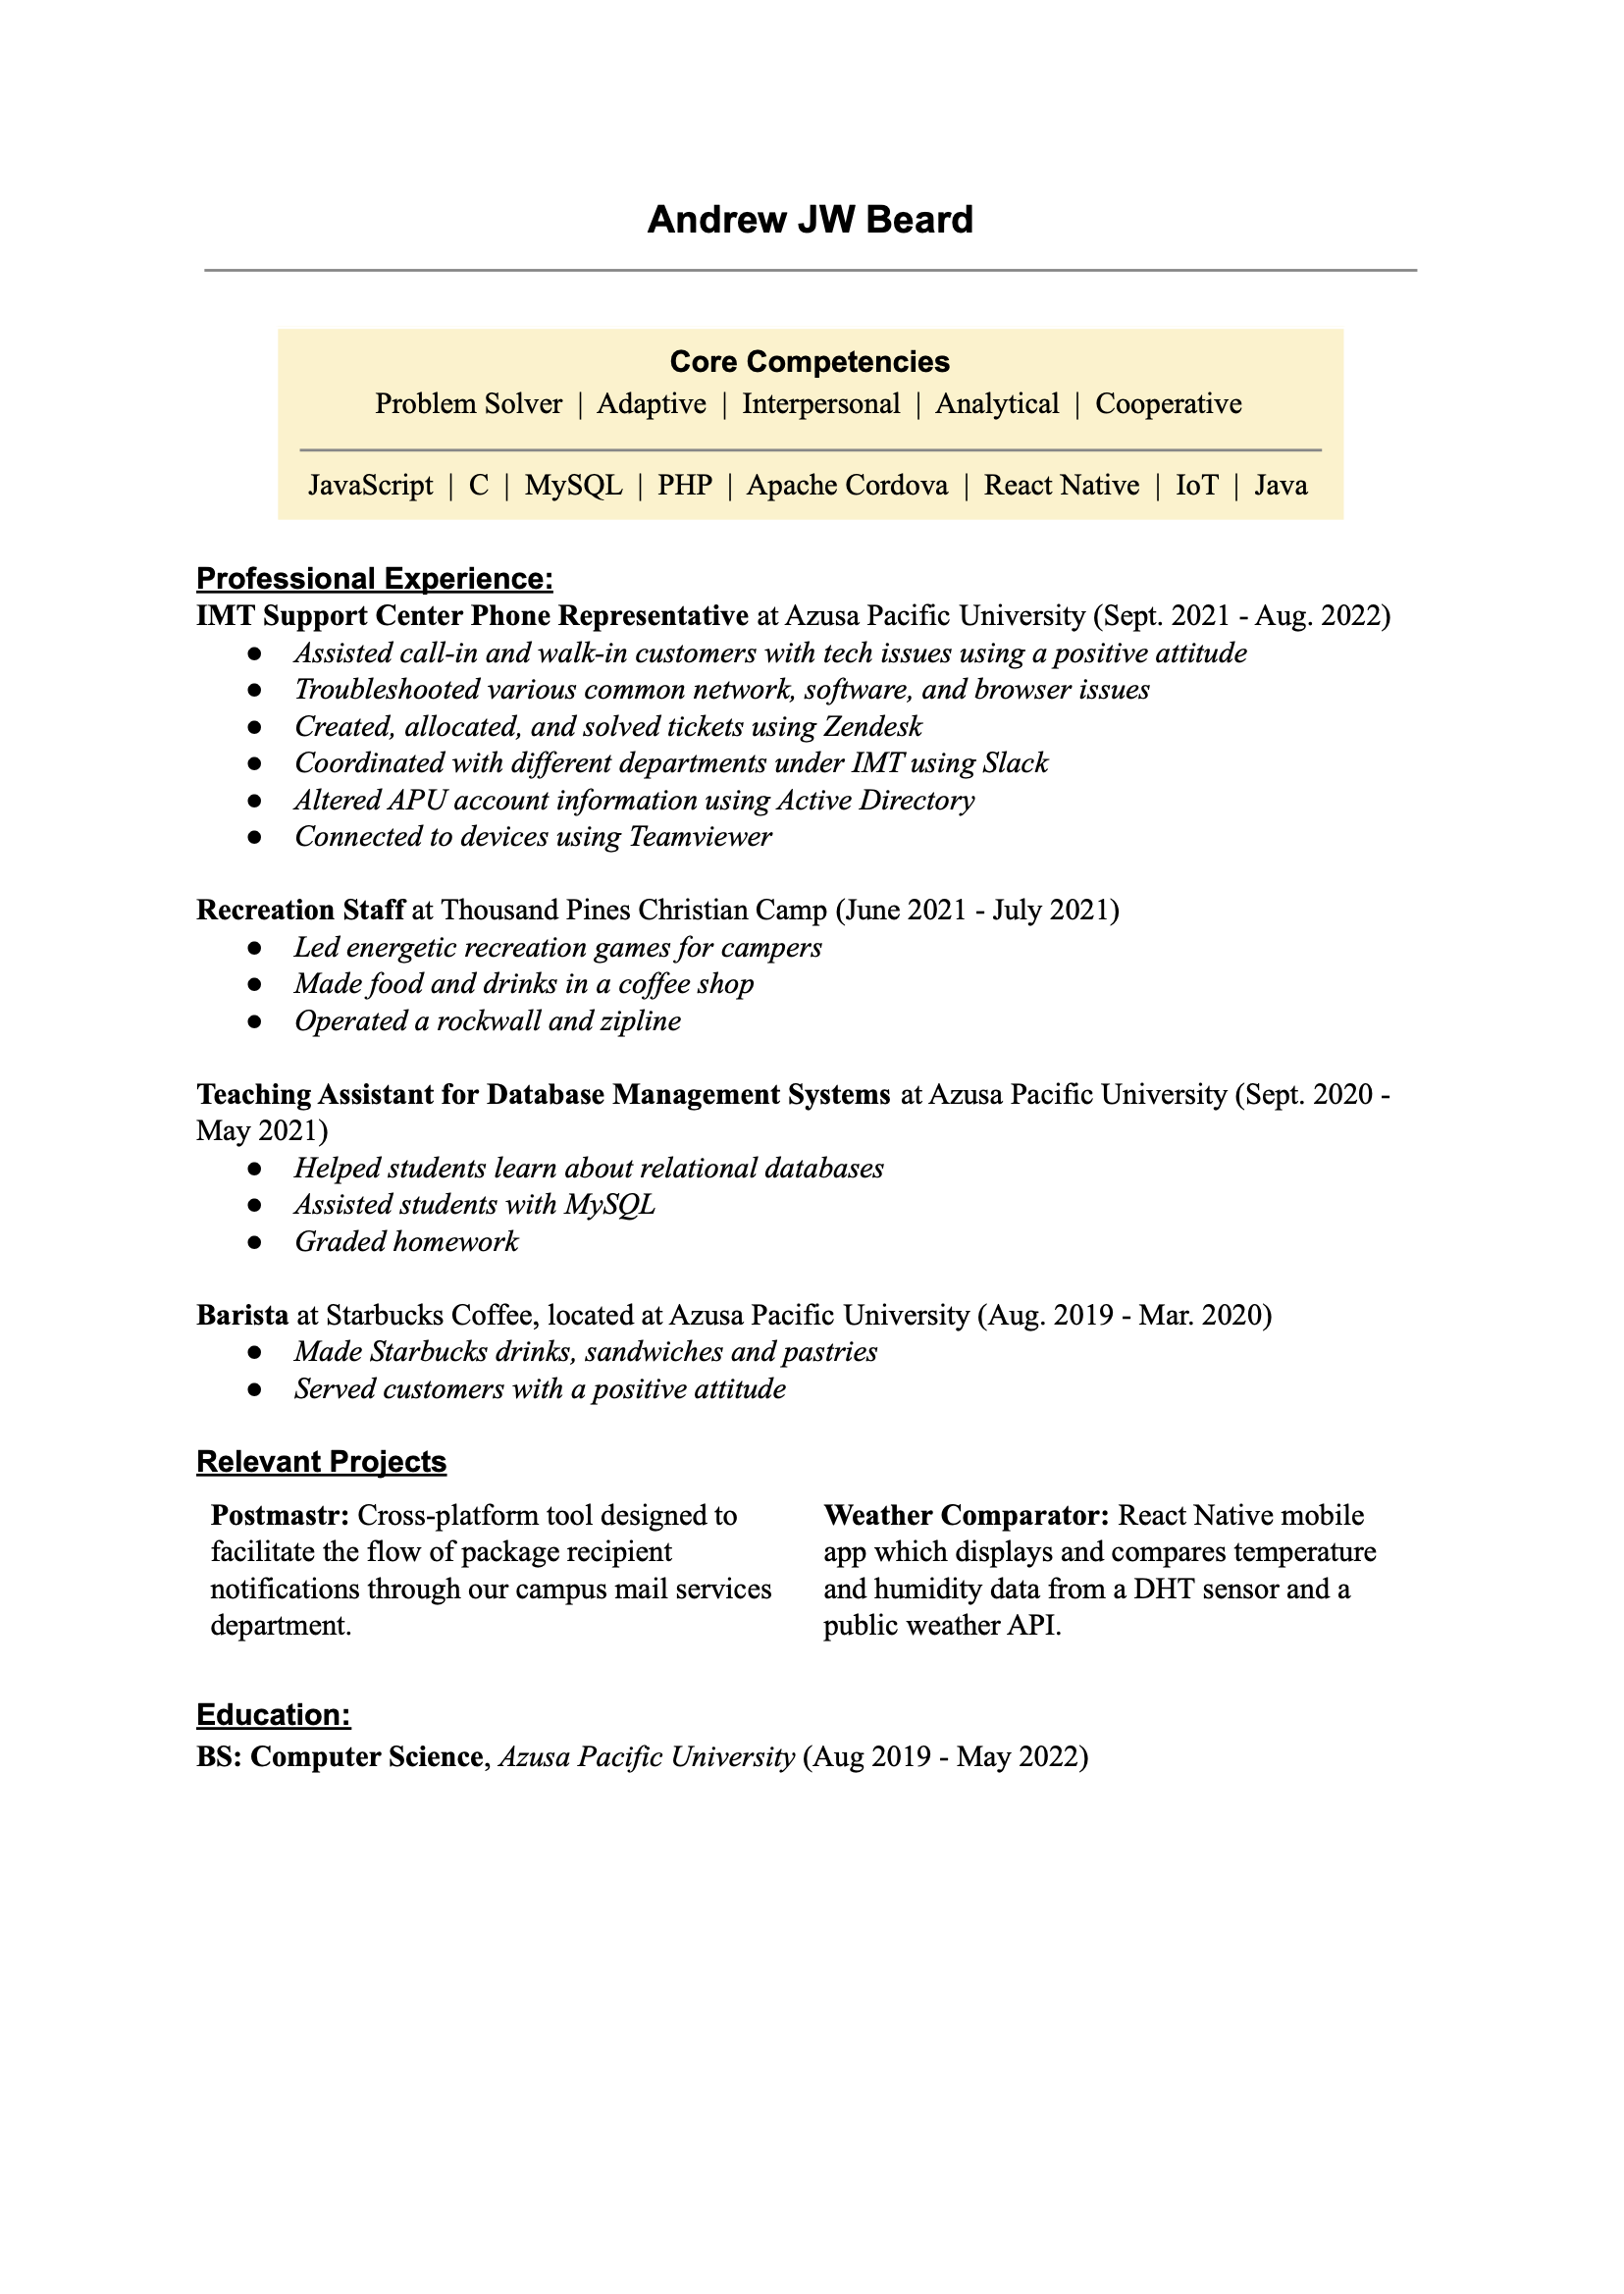 Andrew JW Beard
Core Competencies
Problem Solver | Adaptive | Interpersonal | Analytical | Cooperative
JavaScript | C | MySQL | PHP | Apache Cordova | React Native | IoT | Java
Professional Experience:
IMT Support Center Phone Representative at Azusa Pacific University (Sept. 2021 - Aug. 2022)
● Assisted call-in and walk-in customers with tech issues using a positive attitude
● Troubleshooted various common network, software, and browser issues
● Created, allocated, and solved tickets using Zendesk
● Coordinated with different departments under IMT using Slack
● Altered APU account information using Active Directory
● Connected to devices using Teamviewer
Recreation Staff at Thousand Pines Christian Camp (June 2021 - July 2021)
● Led energetic recreation games for campers
● Made food and drinks in a coffee shop
● Operated a rockwall and zipline
Teaching Assistant for Database Management Systems at Azusa Pacific University (Sept. 2020 -
May 2021)
● Helped students learn about relational databases
● Assisted students with MySQL
● Graded homework
Barista at Starbucks Coffee, located at Azusa Pacific University (Aug. 2019 - Mar. 2020)
● Made Starbucks drinks, sandwiches and pastries
● Served customers with a positive attitude
Relevant Projects
Postmastr: Cross-platform tool designed to
facilitate the flow of package recipient
notifications through our campus mail services
department.
Weather Comparator: React Native mobile
app which displays and compares temperature
and humidity data from a DHT sensor and a
public weather API.
Education:
BS: Computer Science, Azusa Pacific University (Aug 2019 - May 2022)